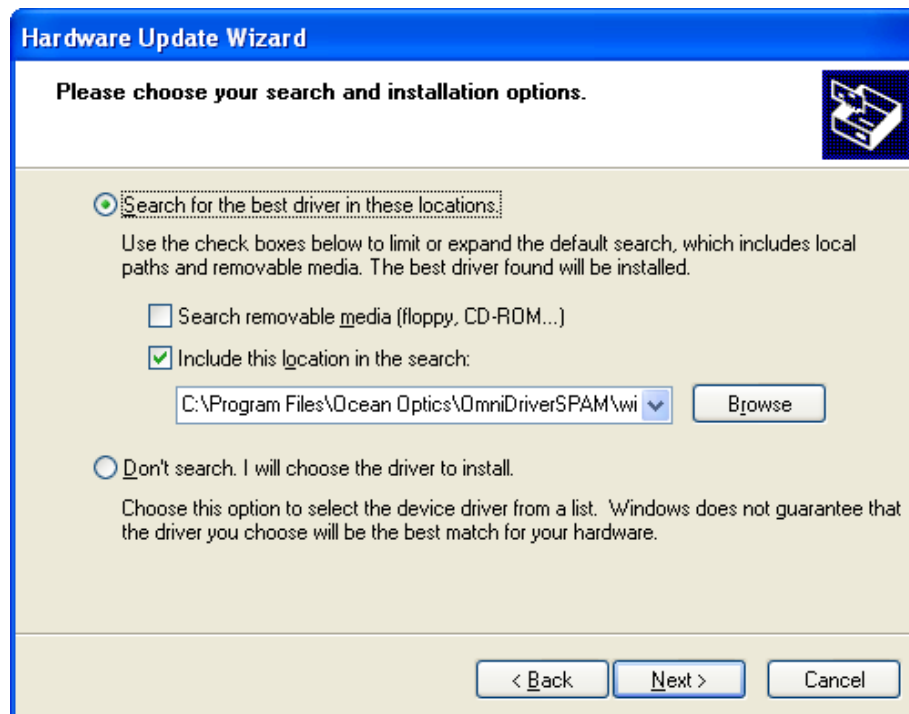 Hardware Update Wizard
Please choose your search and installation options.
Search for the best driver in these locations.
Use the check boxes below to limit or expand the default search, which includes local
paths and removable media. The best driver found will be installed.
Search removable media (floppy, CD-ROM...)
Include this location in the search:
C:\Program Files\Ocean Optics\OmniDriverSPAM\wi
Browse
Don't search. I will choose the driver to install.
Choose this option to select the device driver from a list. Windows does not guarantee that
the driver you choose will be the best match for your hardware.
< Back Next > Cancel